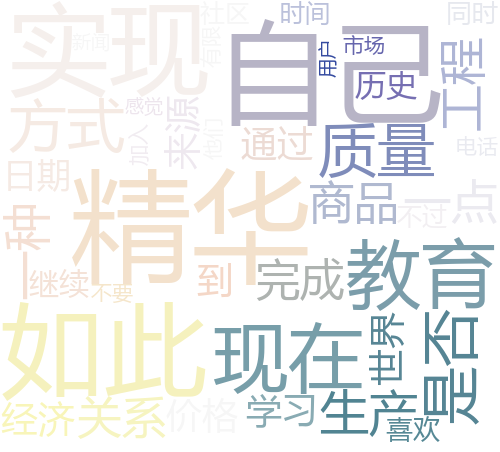 实现
社区
时间
同时
新闻
有限
自己
用户
市场
历史
工程
方式
感觉
来源
加入
他们
通过
质量
电话
日期
精华
商品
一点
不过
一种
继续
不要
到
完成
教育
如此
现在
世界
是否
经济
关系
价格
学习
生产
喜欢